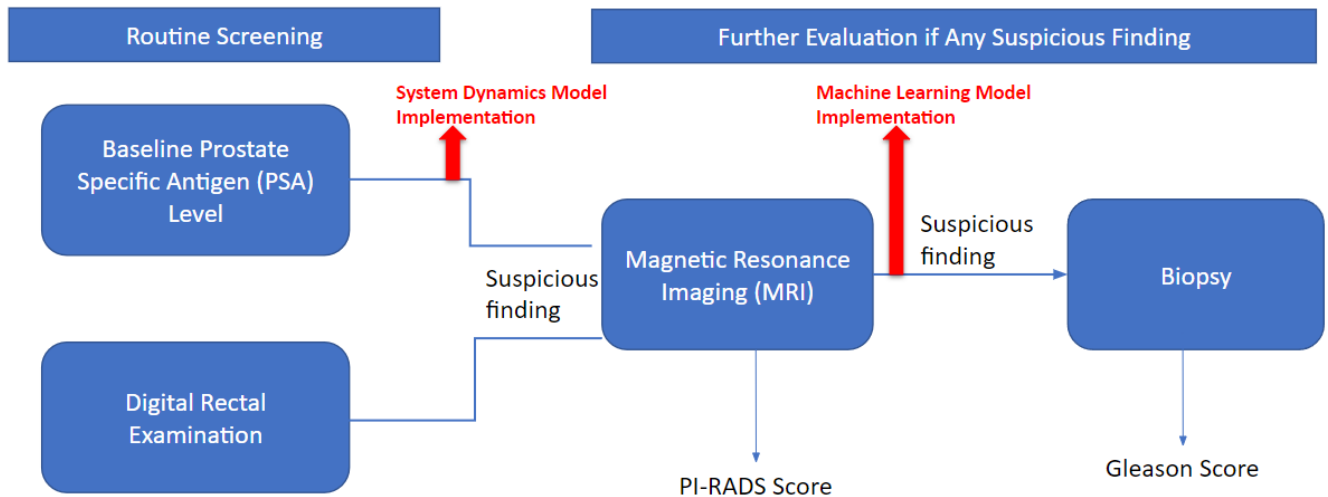 Routine Screening
Further Evaluation if Any Suspicious Finding
System Dynamics Model
Implementation
Machine Learning Model
Implementation
Baseline Prostate
Specific Antigen (PSA)
Level
Suspicious
finding
Magnetic Resonance
Imaging (MRI)
Suspicious
finding
Biopsy
Digital Rectal
Examination
PI-RADS Score
Gleason Score